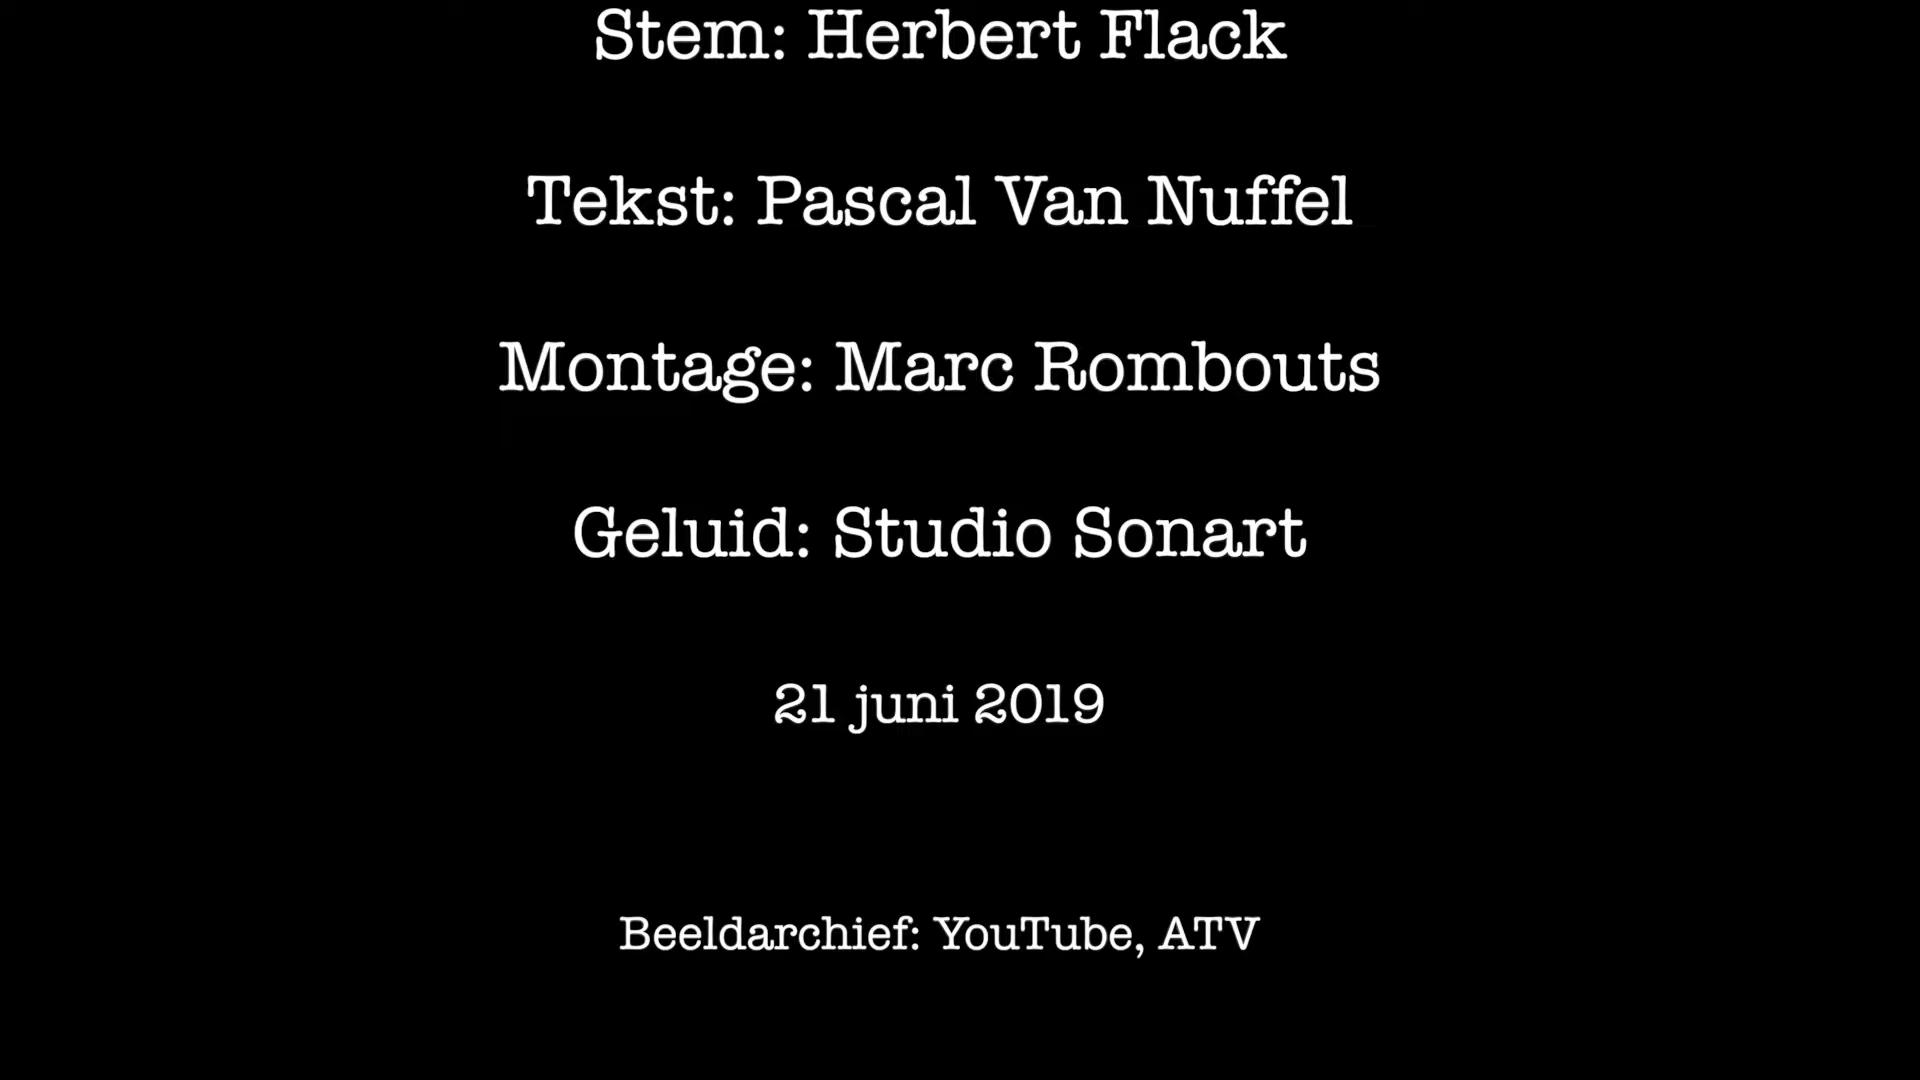 Stem: Herbert Flack
Tekst: Pascal Van Nuffel
Montage: Marc Rombouts
Geluid: Studio Sonart
21 juni 2019
Beeldarchief: YouTube, ATV